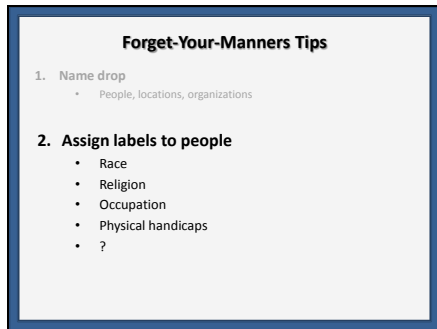 Forget-Your-Manners Tips
1. Name drop
• People, locations, organizations
2. Assign labels to people
• Race
• Religion
• Occupation
• Physical handicaps
• ?